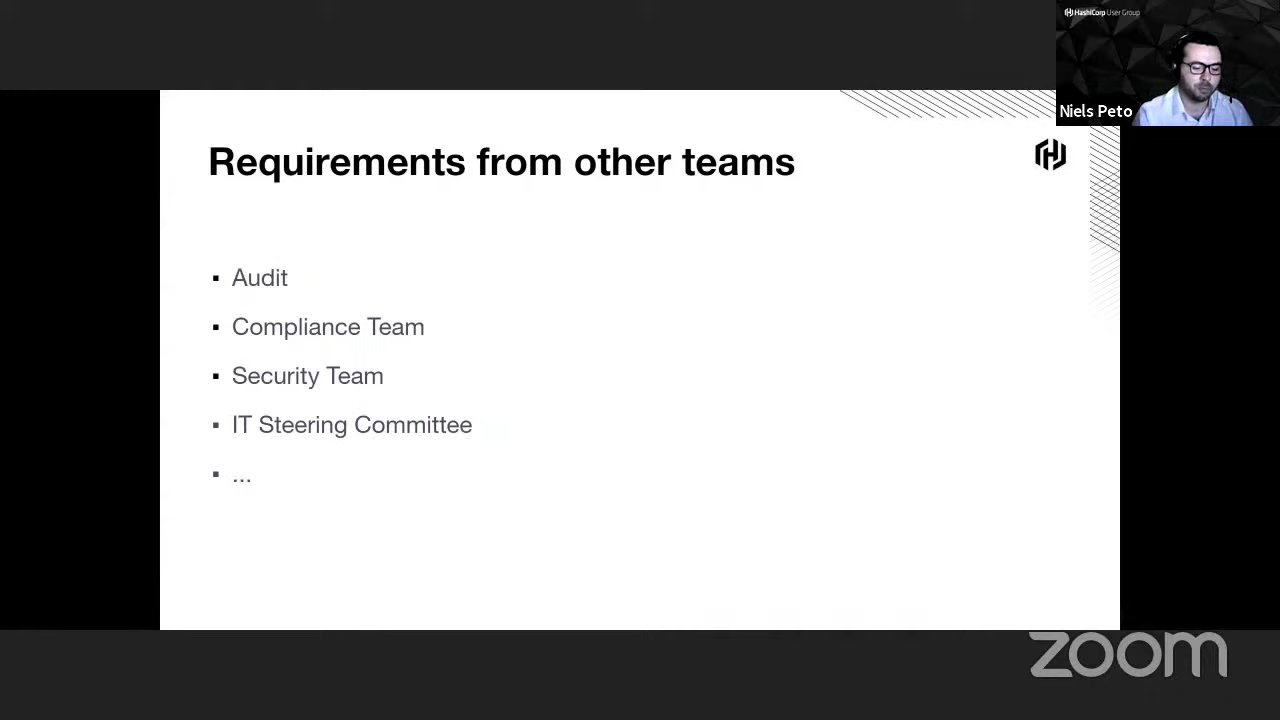 HashiCorp User Group
Niels Peto
Requirements from other teams
▪ Audit
▪ Compliance Team
▪ Security Team
▪ IT Steering Committee
▪ ...
zoom